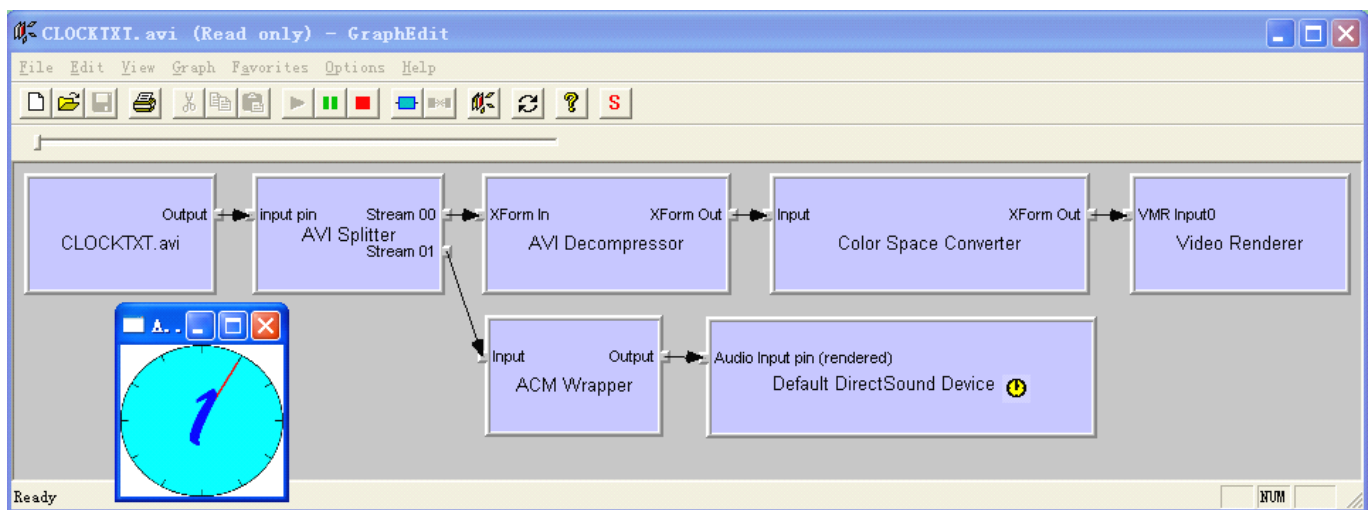 CLOCKTXT.avi (Read only) - GraphEdit
File Edit View Graph Favorites Options Help
S
Output
CLOCKTXT.avi
input pin Stream 00
AVI Splitter
Stream 01
XForm In XForm Out
AVI Decompressor
Input XForm Out
Color Space Converter
VMR Input0
Video Renderer
A..
1
Input Output
ACM Wrapper
Audio Input pin (rendered)
Default DirectSound Device
Ready NUM